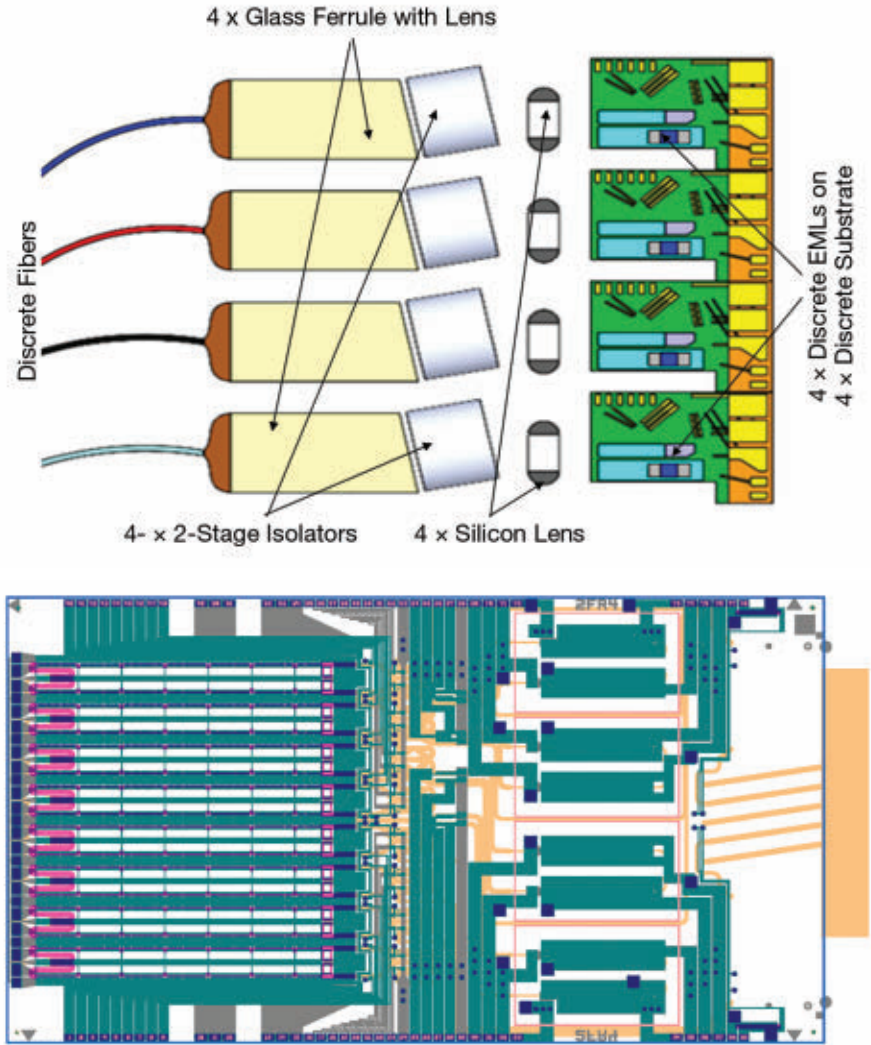 4 x Glass Ferrule with Lens
Discrete Fibers
4 × Discrete EMLs on
4 × Discrete Substrate
4- × 2-Stage Isolators
4 × Silicon Lens
2FR4